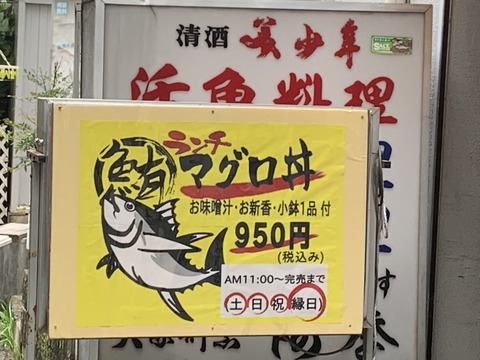 清酒 美少年
活魚料理
ランチ
鮪
マグロ丼
お味噌汁・お新香・小鉢1品 付
950円
(税込み)
AM11:00〜完売まで
(土 日 祝 縁日)